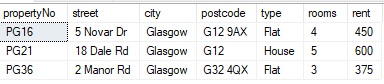 propertyNo street city postcode type rooms rent
PG16 5 Novar Dr Glasgow G12 9AX Flat 4 450
PG21 18 Dale Rd Glasgow G12 House 5 600
PG36 2 Manor Rd Glasgow G32 4QX Flat 3 375